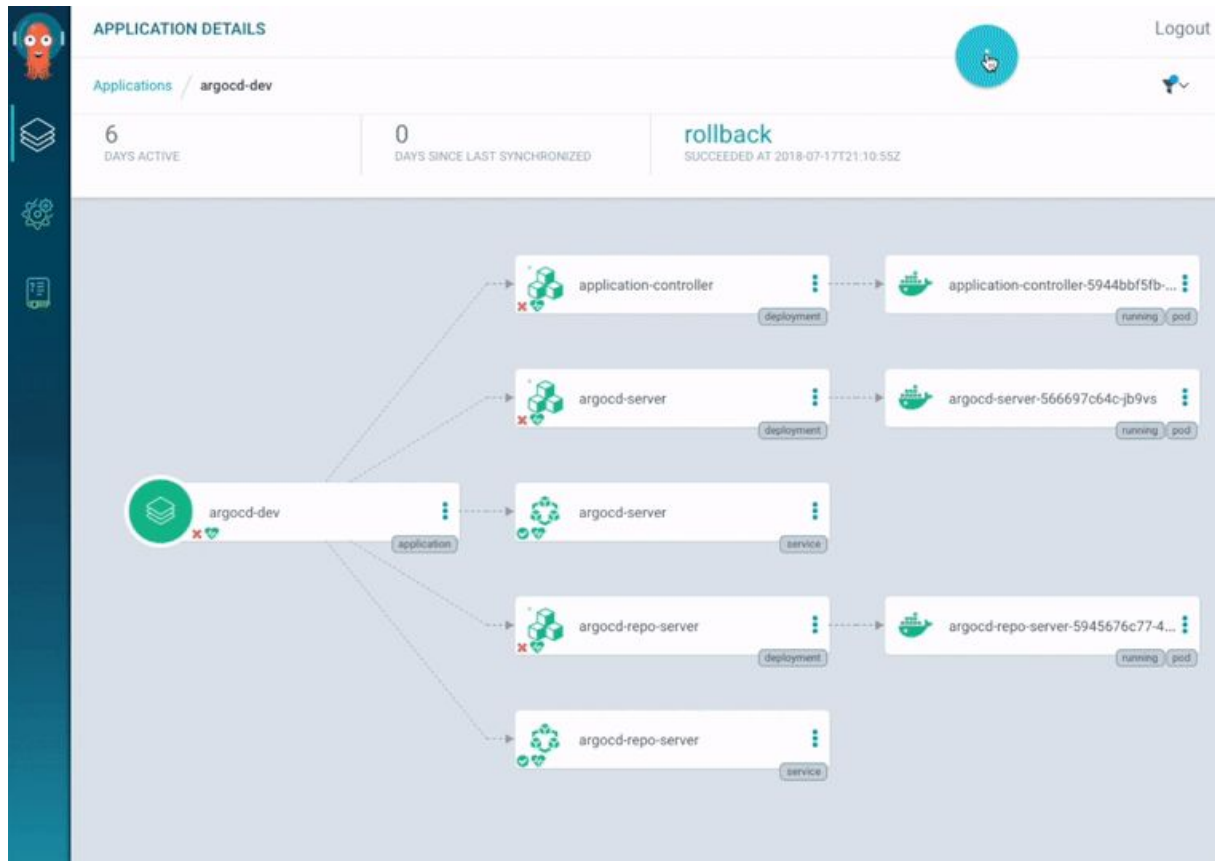 APPLICATION DETAILS
Logout
Applications / argocd-dev
6
DAYS ACTIVE
0
DAYS SINCE LAST SYNCHRONIZED
rollback
SUCCEEDED AT 2018-07-17T21:10:55Z
application-controller
deployment
application-controller-5944bbf5fb-...
running pod
argocd-server
deployment
argocd-server-566697c64c-jb9vs
running pod
argocd-dev
application
argocd-server
service
argocd-repo-server
deployment
argocd-repo-server-5945676c77-4...
running pod
argocd-repo-server
service